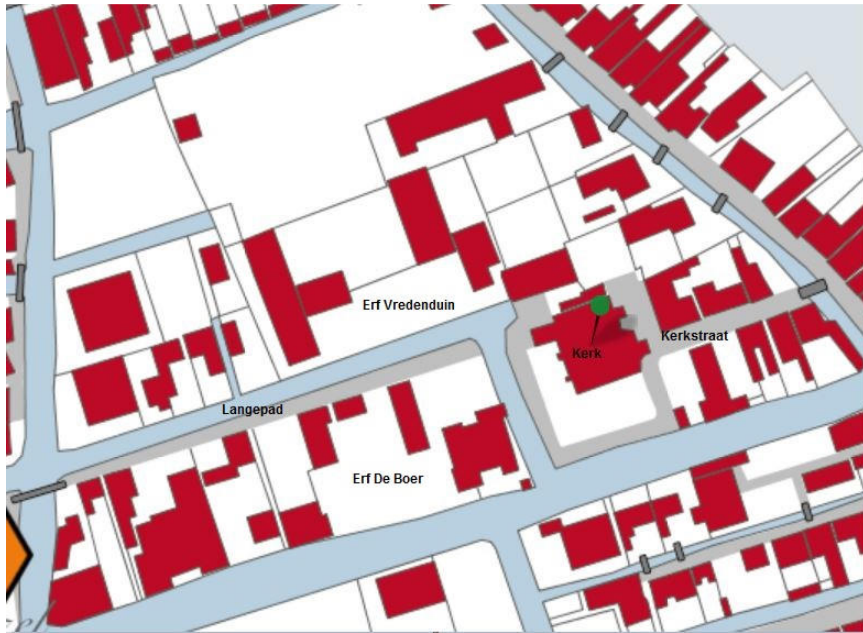 Erf Vredenduin
Kerkstraat
Kerk
Langepad
Erf De Boer